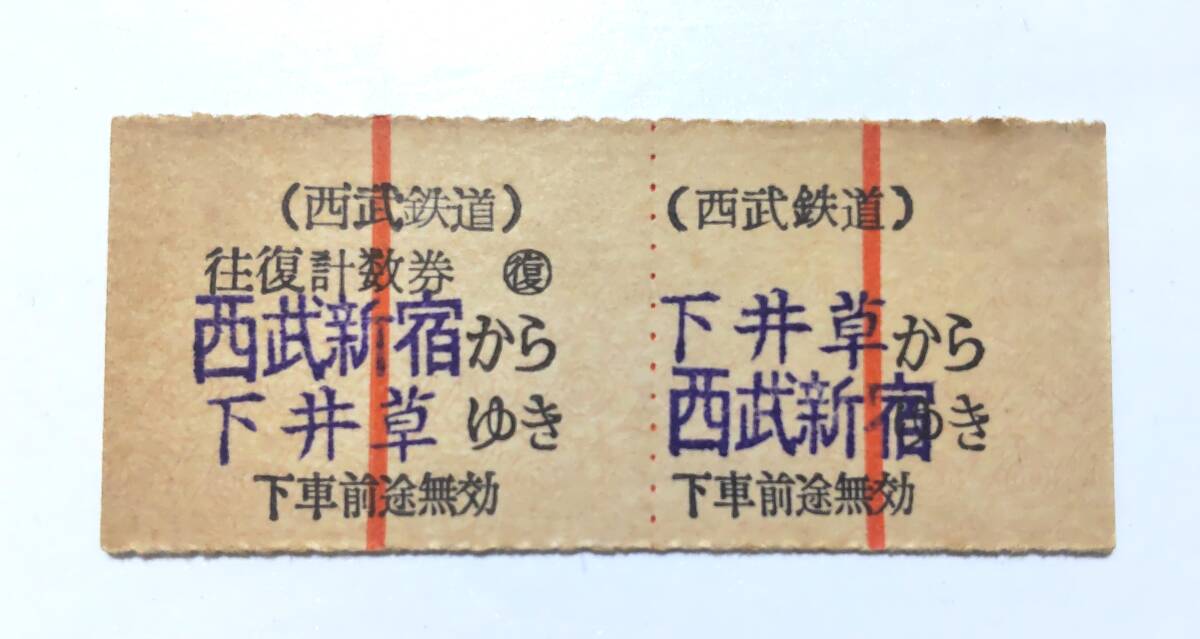 (西武鉄道)
往復計数券 ㊝復
西武新宿から
下井草ゆき
下車前途無効
(西武鉄道)
下井草から
西武新宿ゆき
下車前途無効